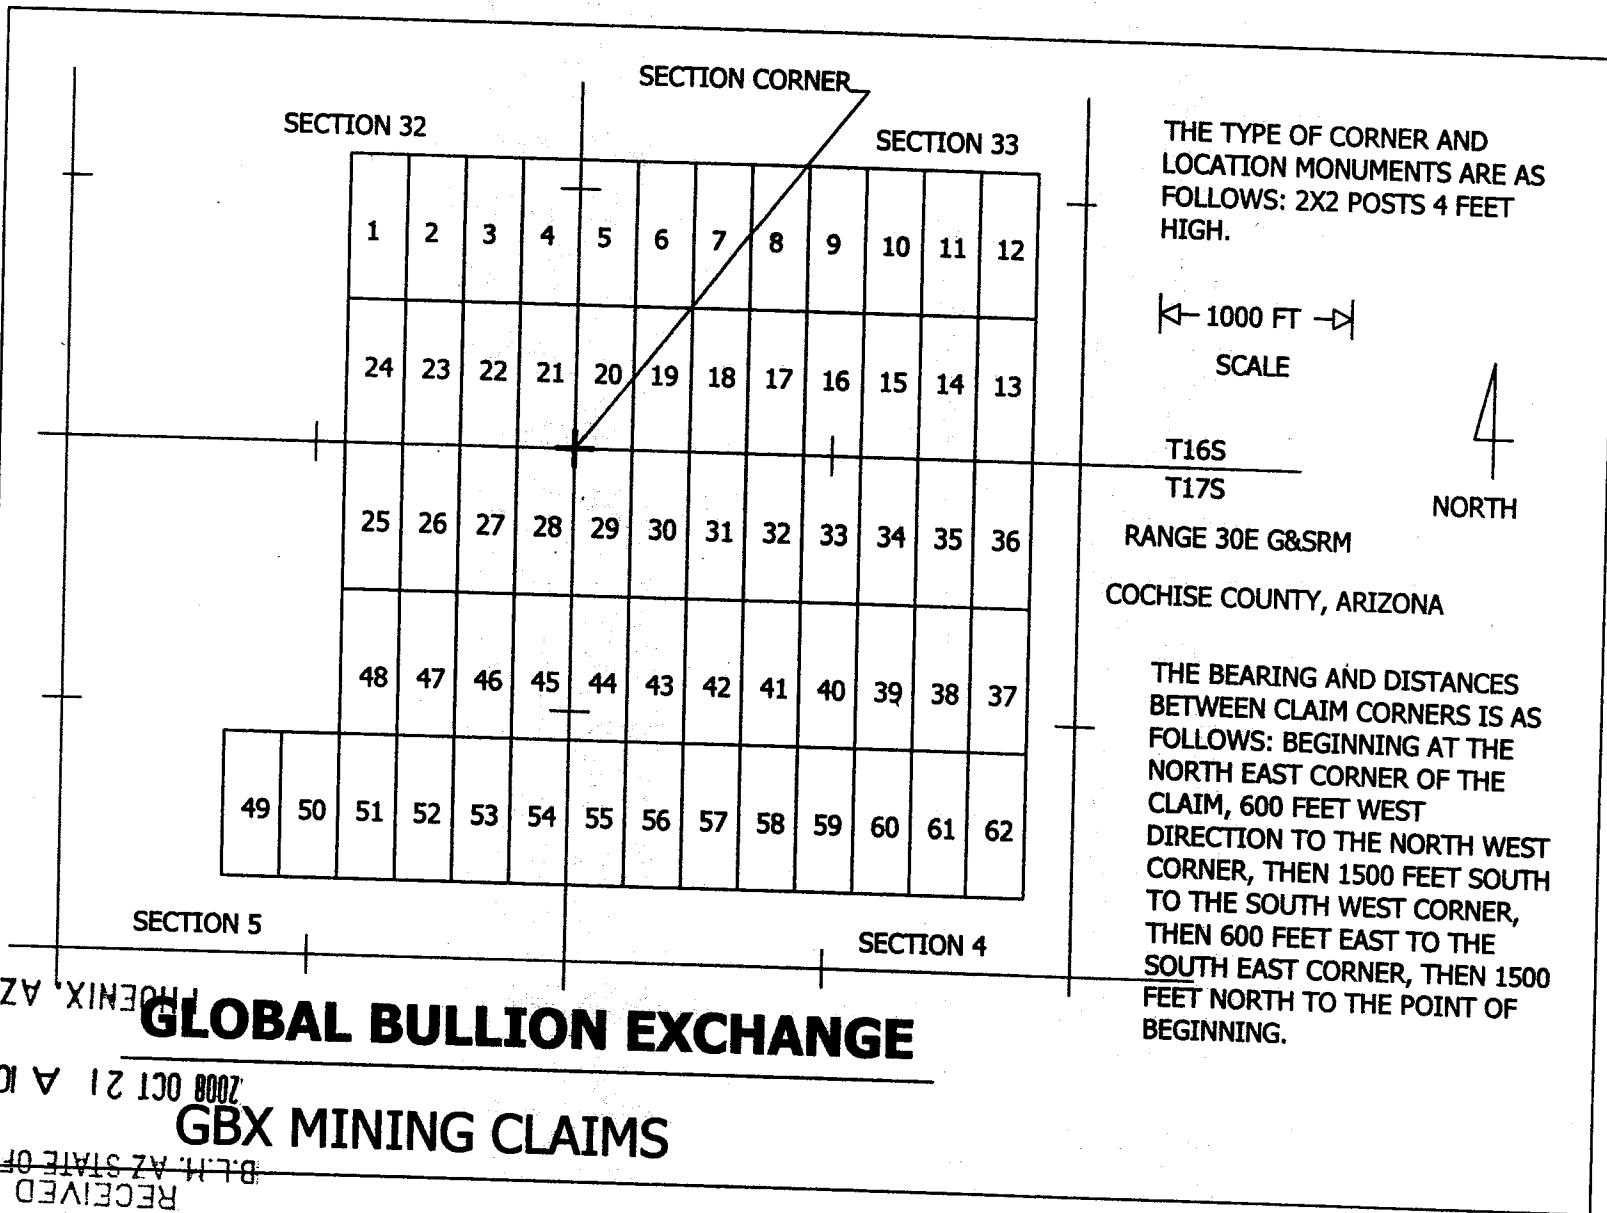 SECTION CORNER
SECTION 32
SECTION 33
1 2 3 4 5 6 7 8 9 10 11 12
24 23 22 21 20 19 18 17 16 15 14 13
25 26 27 28 29 30 31 32 33 34 35 36
48 47 46 45 44 43 42 41 40 39 38 37
49 50 51 52 53 54 55 56 57 58 59 60 61 62
SECTION 5
SECTION 4
THE TYPE OF CORNER AND
LOCATION MONUMENTS ARE AS
FOLLOWS: 2X2 POSTS 4 FEET
HIGH.
1000 FT
SCALE
T16S
T17S
NORTH
RANGE 30E G&SRM
COCHISE COUNTY, ARIZONA
THE BEARING AND DISTANCES
BETWEEN CLAIM CORNERS IS AS
FOLLOWS: BEGINNING AT THE
NORTH EAST CORNER OF THE
CLAIM, 600 FEET WEST
DIRECTION TO THE NORTH WEST
CORNER, THEN 1500 FEET SOUTH
TO THE SOUTH WEST CORNER,
THEN 600 FEET EAST TO THE
SOUTH EAST CORNER, THEN 1500
FEET NORTH TO THE POINT OF
BEGINNING.
GLOBAL BULLION EXCHANGE
GBX MINING CLAIMS
RECEIVED
B.L.M. AZ STATE OF
2008 OCT 21 A
PHOENIX, AZ